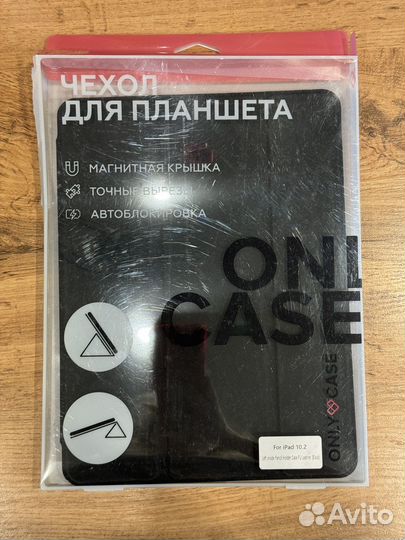 ЧЕХОЛ
ДЛЯ ПЛАНШЕТА
МАГНИТНАЯ КРЫШКА
ТОЧНЫЕ ВЫРЕЗЫ
АВТОБЛОКИРОВКА
ONL
CASE
ONLY CASE
For iPad 10.2
Avito